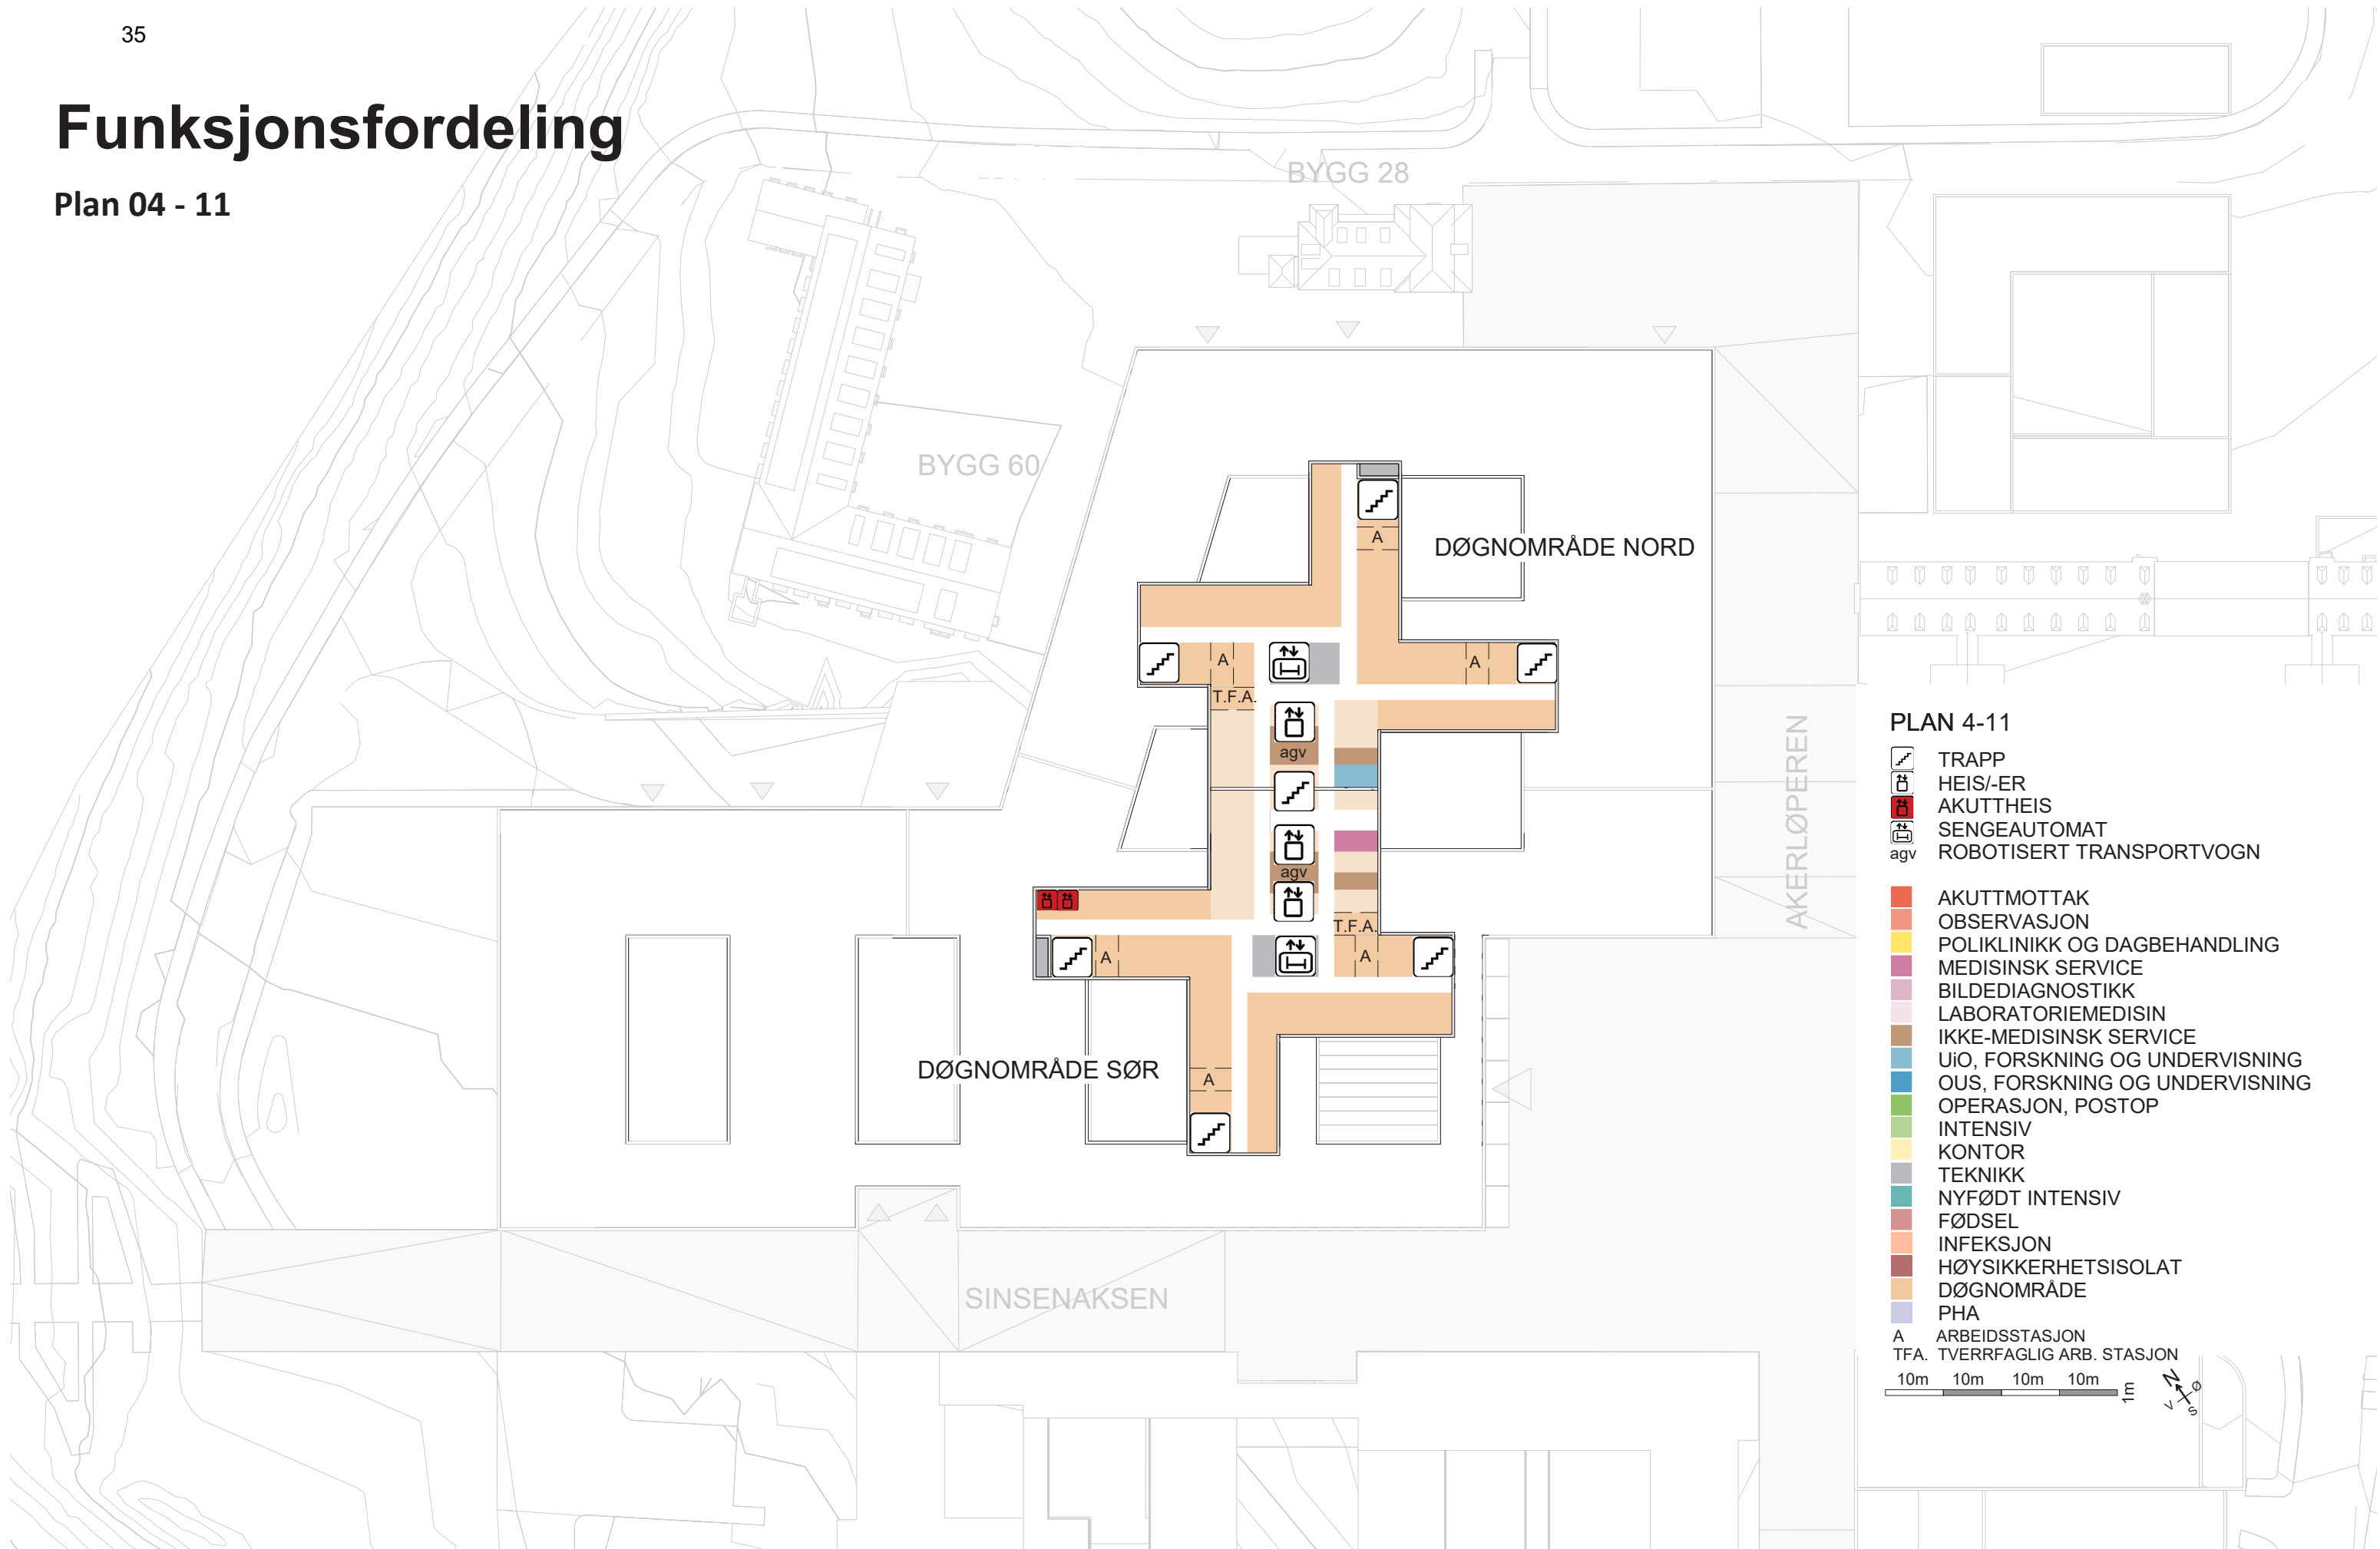 35
Funksjonsfordeling
Plan 04 - 11
BYGG 28
BYGG 60
DØGNOMRÅDE NORD
A
A
A
T.F.A.
agv
agv
T.F.A.
A
A
DØGNOMRÅDE SØR
A
AKERLØPEREN
SINSENAKSEN
PLAN 4-11
TRAPP
HEIS/-ER
AKUTTHEIS
SENGEAUTOMAT
agv ROBOTISERT TRANSPORTVOGN
AKUTTMOTTAK
OBSERVASJON
POLIKLINIKK OG DAGBEHANDLING
MEDISINSK SERVICE
BILDEDIAGNOSTIKK
LABORATORIEMEDISIN
IKKE-MEDISINSK SERVICE
UiO, FORSKNING OG UNDERVISNING
OUS, FORSKNING OG UNDERVISNING
OPERASJON, POSTOP
INTENSIV
KONTOR
TEKNIKK
NYFØDT INTENSIV
FØDSEL
INFEKSJON
HØYSIKKERHETSISOLAT
DØGNOMRÅDE
PHA
A ARBEIDSSTASJON
TFA. TVERRFAGLIG ARB. STASJON
10m 10m 10m 10m
1m
N
Ø
V
S